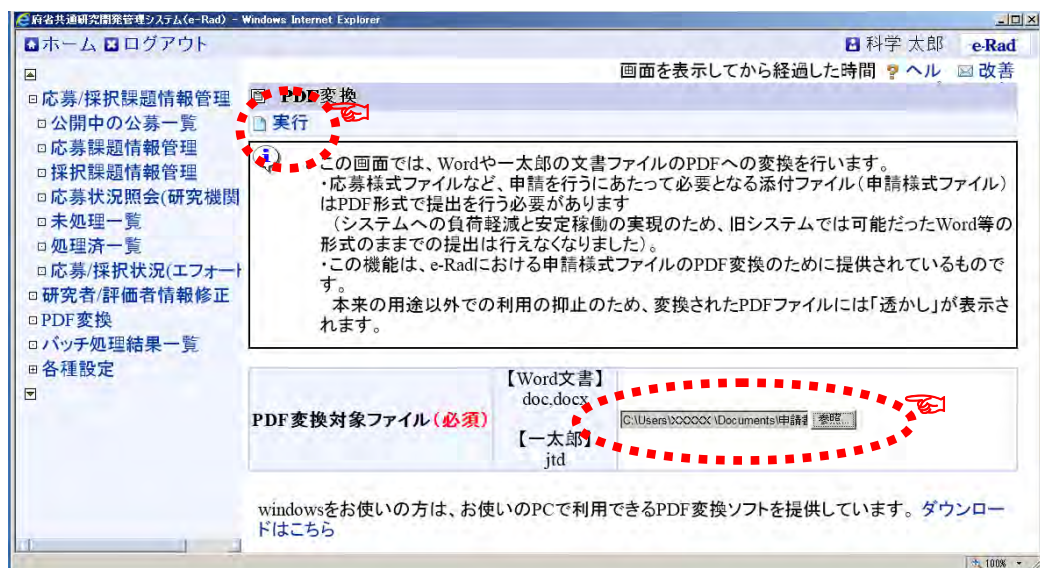 府省共通研究開発管理システム(e-Rad) - Windows Internet Explorer
ホーム ログアウト
科学 太郎 e-Rad
画面を表示してから経過した時間 ヘル 改善
応募/採択課題情報管理
公開中の公募一覧
応募課題情報管理
採択課題情報管理
応募状況照会(研究機関
未処理一覧
処理済一覧
応募/採択状況(エフォート
研究者/評価者情報修正
PDF変換
バッチ処理結果一覧
各種設定
PDF変換
実行
この画面では、Wordや一太郎の文書ファイルのPDFへの変換を行います。
・応募様式ファイルなど、申請を行うにあたって必要となる添付ファイル(申請様式ファイル)
はPDF形式で提出を行う必要があります
(システムへの負荷軽減と安定稼働の実現のため、旧システムでは可能だったWord等の
形式のままでの提出は行えなくなりました)。
・この機能は、e-Radにおける申請様式ファイルのPDF変換のために提供されているもので
す。
本来の用途以外での利用の抑止のため、変換されたPDFファイルには「透かし」が表示さ
れます。
PDF変換対象ファイル(必須)
【Word文書】
doc,docx
【一太郎】
jtd
C:\Users\XXXXXX\Documents\申請書 参照...
windowsをお使いの方は、お使いのPCで利用できるPDF変換ソフトを提供しています。ダウンロー
ドはこちら
100%